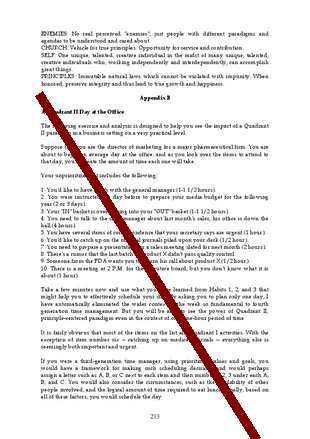 ENEMIES: No real perceived "enemies"; just people with different paradigms and
agendas to be understood and cared about.
CHURCH: Vehicle for true principles. Opportunity for service and contribution.
SELF: One unique, talented, creative individual in the midst of many unique, talented,
creative individuals who, working independently and interdependently, can accomplish
great things.
PRINCIPLES: Immutable natural laws which cannot be violated with impunity. When
honored, preserve integrity and thus lead to true growth and happiness.
Appendix B
Quadrant II Day at the Office
The following exercise and analysis is designed to help you see the impact of a Quadrant
II paradigm in a business setting on a very practical level.
Suppose you are the director of marketing for a major pharmaceutical firm. You are
about to begin an average day at the office, and as you look over the items to attend to
that day, you estimate the amount of time each one will take.
Your unprioritized includes the following:
1. You'd like to have with the general manager (1-1 1/2 hours).
2. You were instructed day before to prepare your media budget for the following
year (2 or 3 days).
3. Your "IN" basket is overflowing into your "OUT" basket (1-1 1/2 hours).
4. You need to talk to the manager about last month's sales; his office is down the
hall (4 hours).
5. You have several items of correspondence that your secretary says are urgent (1 hour).
6. You'd like to catch up on the journals piled upon your desk (1/2 hour).
7. You need to prepare a presentation a sales meeting slated for next month (2 hours).
8. There's a rumor that the last batch product X didn't pass quality control.
9. Someone from the FDA wants you to return his call about product X (1/2 hour).
10. There is a meeting at 2 P.M. for the executive board, but you don't know what it is
about (1 hour).
Take a few minutes now and use what you learned from Habits 1, 2, and 3 that
might help you to effectively schedule your asking you to plan only one day, I
have automatically eliminated the wider context week so fundamental to fourth
generation time management. But you will be able to see the power of Quadrant II,
principle-centered paradigm even in the context of one nine-hour period of time
It is fairly obvious that most of the items on the list are Quadrant I activities. With the
exception of item number six -- catching up on medical journals -- everything else is
seemingly both important and urgent.
If you were a third-generation time manager, using prioritized values and goals, you
would have a framework for making such scheduling decisions and would perhaps
assign a letter such as A, B, or C next to each item and then number 1, 2, 3 under each A,
B, and C. You would also consider the circumstances, such as the availability of other
people involved, and the logical amount of time required to eat lunch. Finally, based on
all of these factors, you would schedule the day.
213